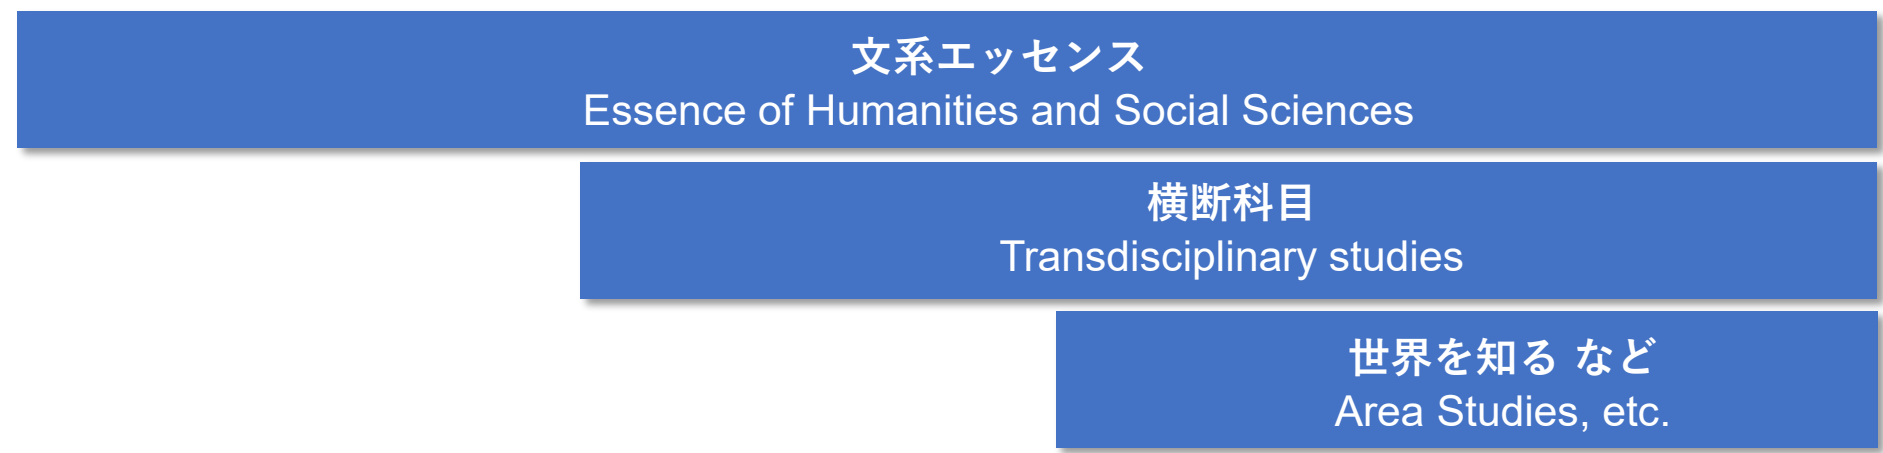 文系エッセンス
Essence of Humanities and Social Sciences
横断科目
Transdisciplinary studies
世界を知る など
Area Studies, etc.